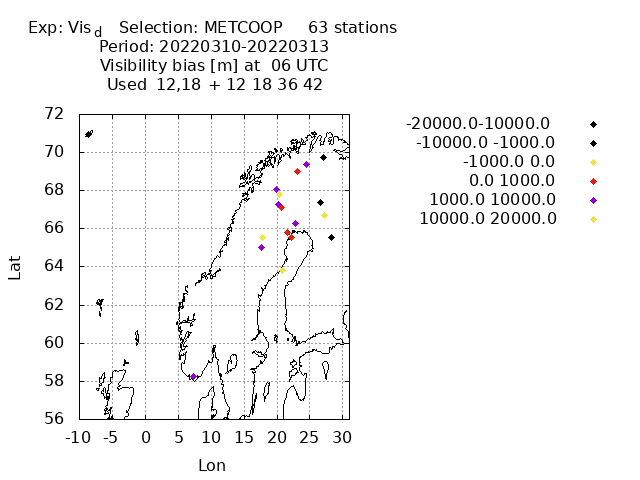 Exp: Vis_d   Selection: METCOOP     63 stations
Period: 20220310-20220313
Visibility bias [m] at  06 UTC
Used  12,18  + 12 18 36 42
-20000.0-10000.0
-10000.0 -1000.0
-1000.0 0.0
0.0 1000.0
1000.0 10000.0
10000.0 20000.0
72
70
68
66
64
62
60
58
56
Lat
-10 -5 0 5 10 15 20 25 30
Lon